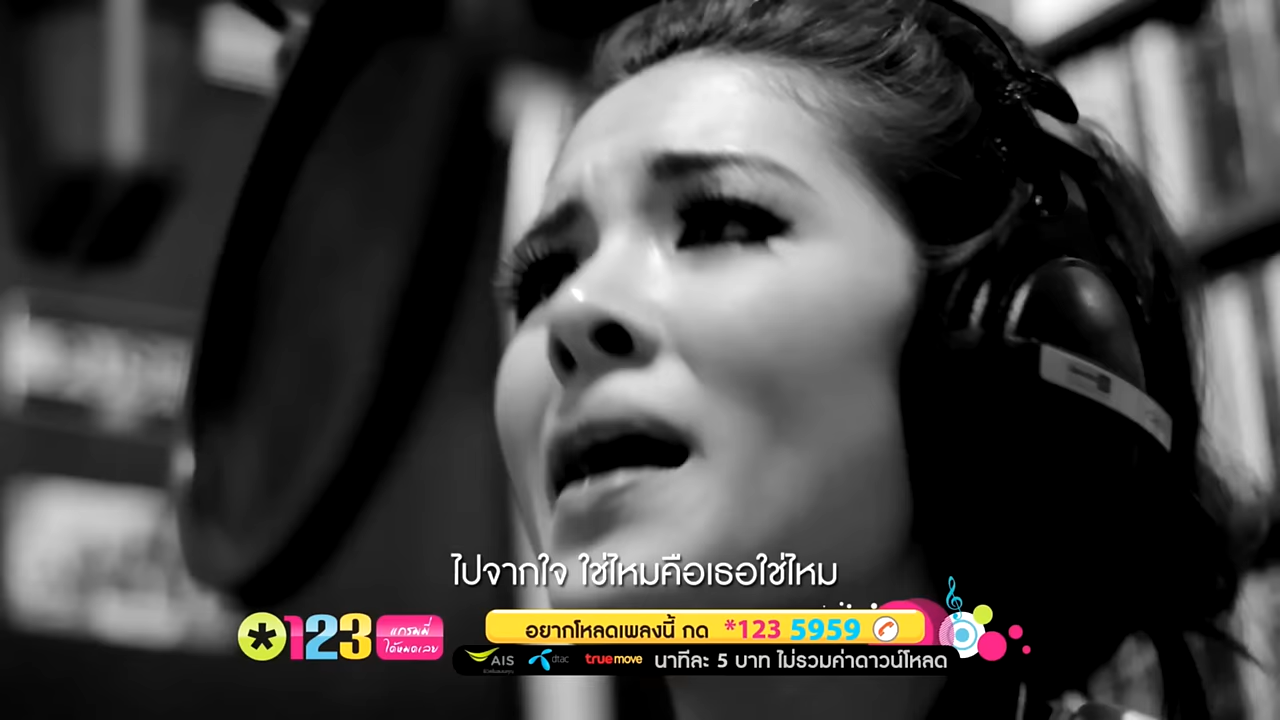 ไปจากใจ ใช่ไหมคือเธอใช่ไหม
*123 แกรมมี่
ได้หมดเลย
อยากโหลดเพลงนี้ กด *123 5959
AIS dtac truemove นาทีละ 5 บาท ไม่รวมค่าดาวน์โหลด